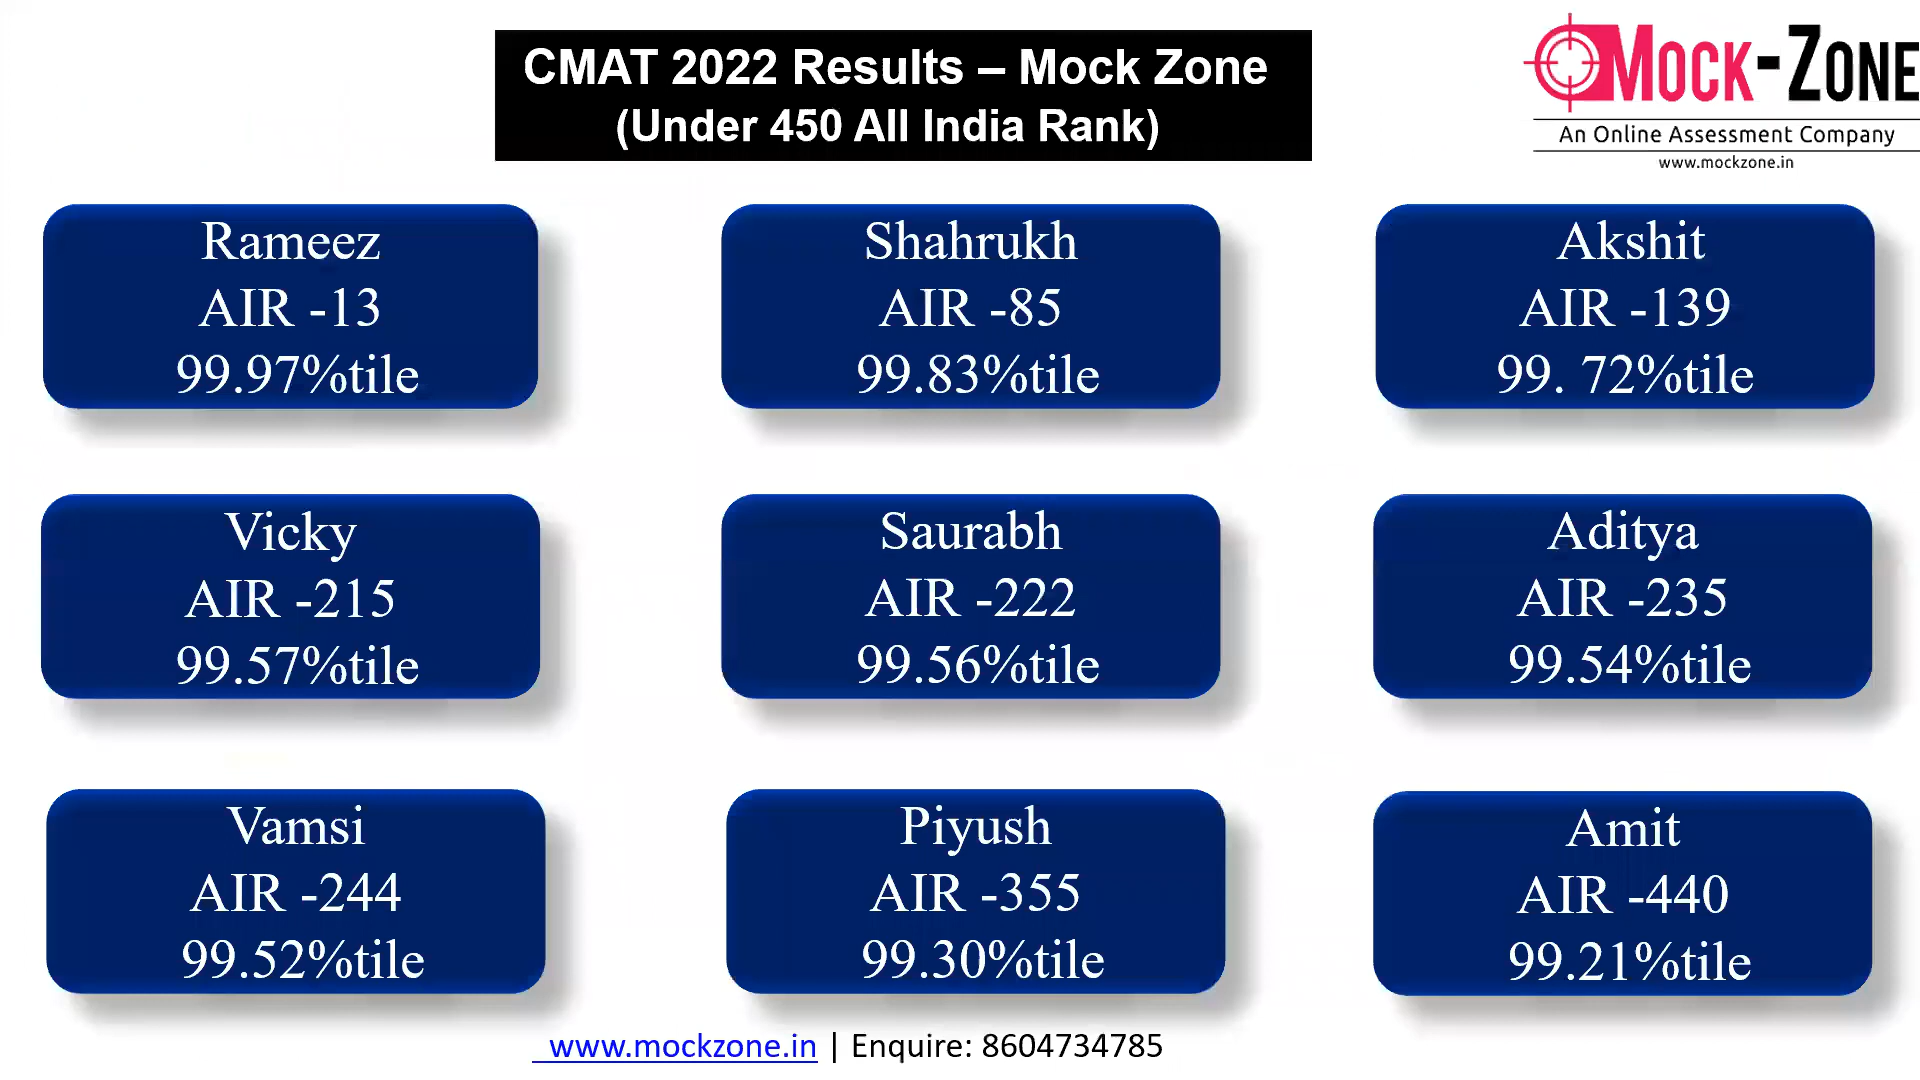 CMAT 2022 Results – Mock Zone
(Under 450 All India Rank)
MOCK-ZONE
An Online Assessment Company
www.mockzone.in
Rameez
AIR -13
99.97%tile
Shahrukh
AIR -85
99.83%tile
Akshit
AIR -139
99. 72%tile
Vicky
AIR -215
99.57%tile
Saurabh
AIR -222
99.56%tile
Aditya
AIR -235
99.54%tile
Vamsi
AIR -244
99.52%tile
Piyush
AIR -355
99.30%tile
Amit
AIR -440
99.21%tile
www.mockzone.in | Enquire: 8604734785